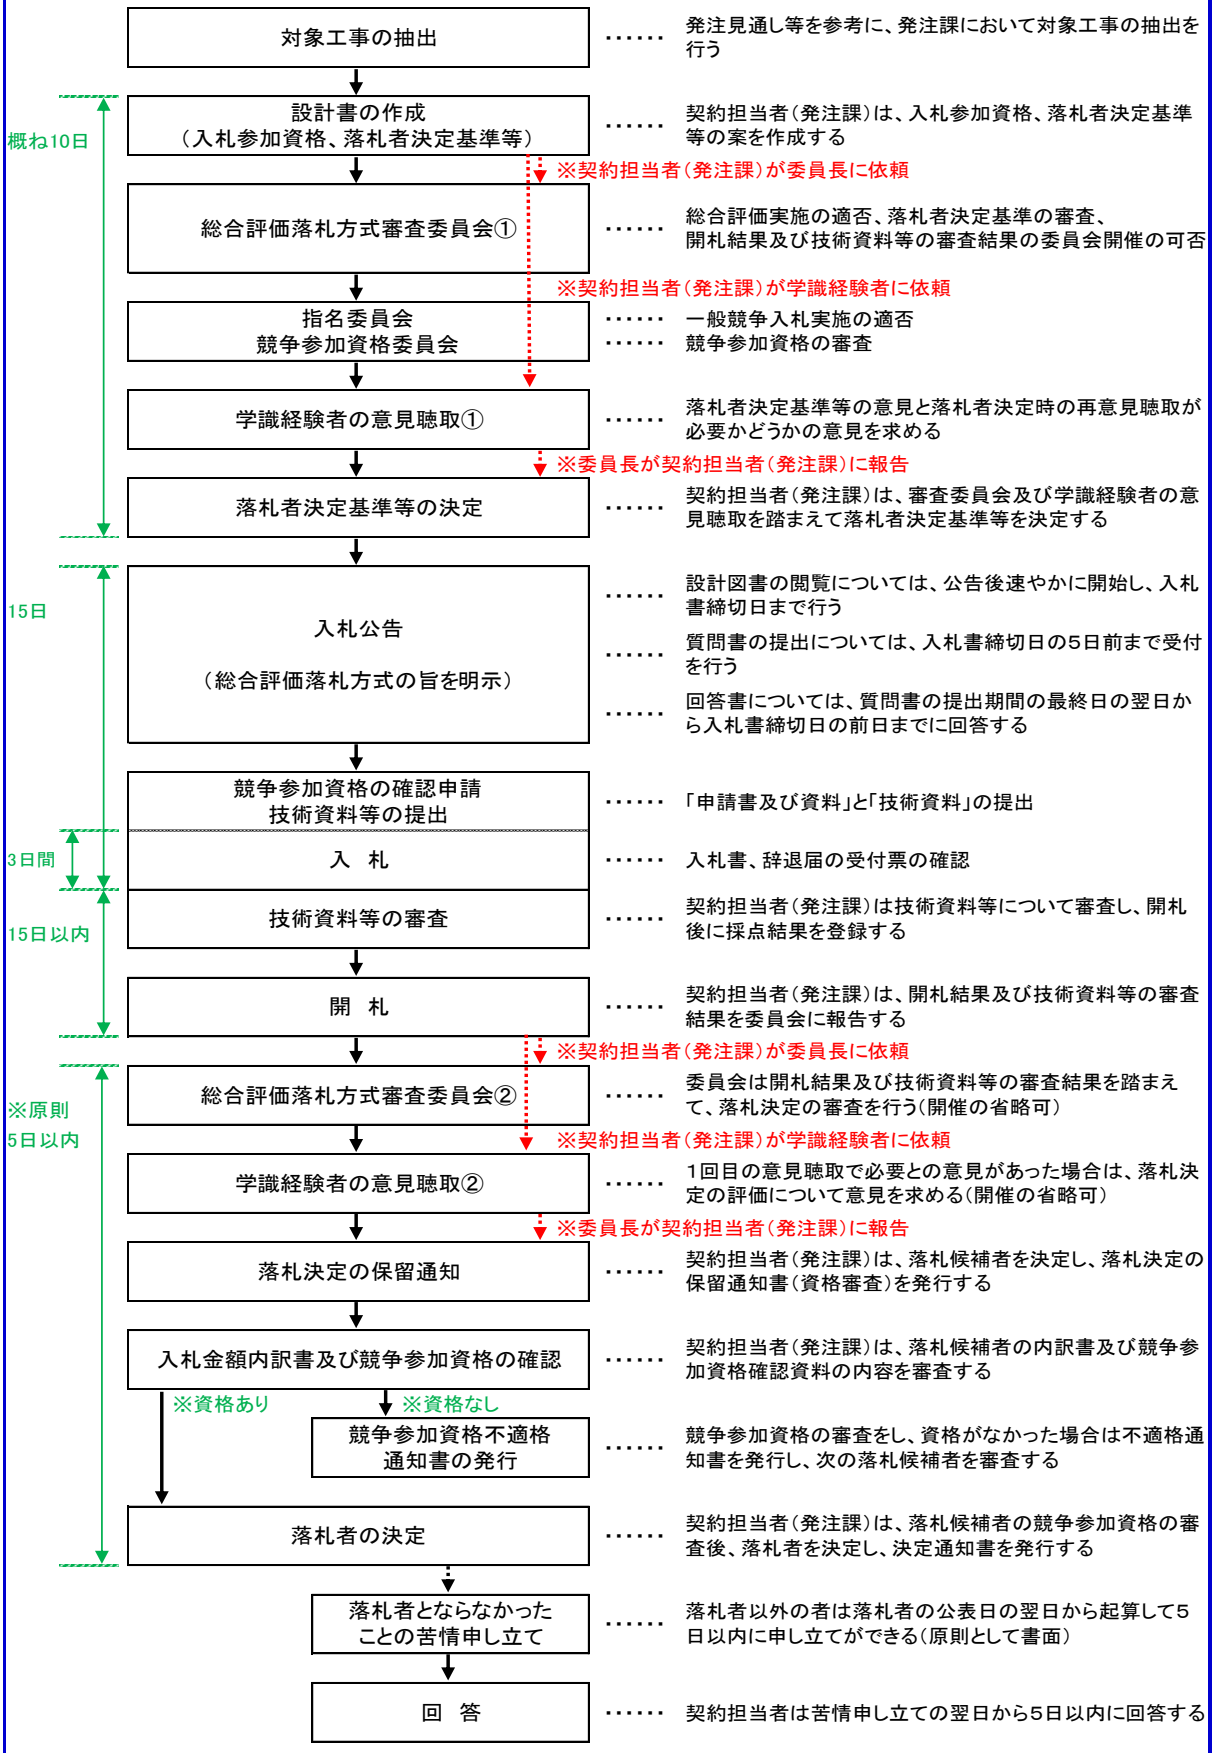 対象工事の抽出
・・・・・・
発注見通し等を参考に、発注課において対象工事の抽出を
行う
概ね10日
設計書の作成
（入札参加資格、落札者決定基準等）
・・・・・・
契約担当者（発注課）は、入札参加資格、落札者決定基準
等の案を作成する
※契約担当者（発注課）が委員長に依頼
総合評価落札方式審査委員会①
・・・・・・
総合評価実施の適否、落札者決定基準の審査、
開札結果及び技術資料等の審査結果の委員会開催の可否
※契約担当者（発注課）が学識経験者に依頼
指名委員会
・・・・・・
一般競争入札実施の適否
競争参加資格委員会
・・・・・・
競争参加資格の審査
学識経験者の意見聴取①
・・・・・・
落札者決定基準等の意見と落札者決定時の再意見聴取が
必要かどうかの意見を求める
※委員長が契約担当者（発注課）に報告
落札者決定基準等の決定
・・・・・・
契約担当者（発注課）は、審査委員会及び学識経験者の意
見聴取を踏まえて落札者決定基準等を決定する
15日
入札公告
（総合評価落札方式の旨を明示）
・・・・・・
設計図書の閲覧については、公告後速やかに開始し、入札
書締切日まで行う
・・・・・・
質問書の提出については、入札書締切日の5日前まで受付
を行う
・・・・・・
回答書については、質問書の提出期間の最終日の翌日か
ら入札書締切日の前日までに回答する
競争参加資格の確認申請
技術資料等の提出
・・・・・・
「申請書及び資料」と「技術資料」の提出
3日間
入　札
・・・・・・
入札書、辞退届の受付票の確認
15日以内
技術資料等の審査
・・・・・・
契約担当者（発注課）は技術資料等について審査し、開札
後に採点結果を登録する
開　札
・・・・・・
契約担当者（発注課）は、開札結果及び技術資料等の審査
結果を委員会に報告する
※契約担当者（発注課）が委員長に依頼
※原則
5日以内
総合評価落札方式審査委員会②
・・・・・・
委員会は開札結果及び技術資料等の審査結果を踏まえ
て、落札決定の審査を行う（開催の省略可）
※契約担当者（発注課）が学識経験者に依頼
学識経験者の意見聴取②
・・・・・・
1回目の意見聴取で必要との意見があった場合は、落札決
定の評価について意見を求める（開催の省略可）
※委員長が契約担当者（発注課）に報告
落札決定の保留通知
・・・・・・
契約担当者（発注課）は、落札候補者を決定し、落札決定の
保留通知書（資格審査）を発行する
入札金額内訳書及び競争参加資格の確認
・・・・・・
契約担当者（発注課）は、落札候補者の内訳書及び競争参
加資格確認資料の内容を審査する
※資格あり
※資格なし
競争参加資格不適格
通知書の発行
・・・・・・
競争参加資格の審査をし、資格がなかった場合は不適格通
知書を発行し、次の落札候補者を審査する
落札者の決定
・・・・・・
契約担当者（発注課）は、落札候補者の競争参加資格の審
査後、落札者を決定し、決定通知書を発行する
落札者とならなかった
ことの苦情申し立て
・・・・・・
落札者以外の者は落札者の公表日の翌日から起算して5
日以内に申し立てができる（原則として書面）
回　答
・・・・・・
契約担当者は苦情申し立ての翌日から5日以内に回答する